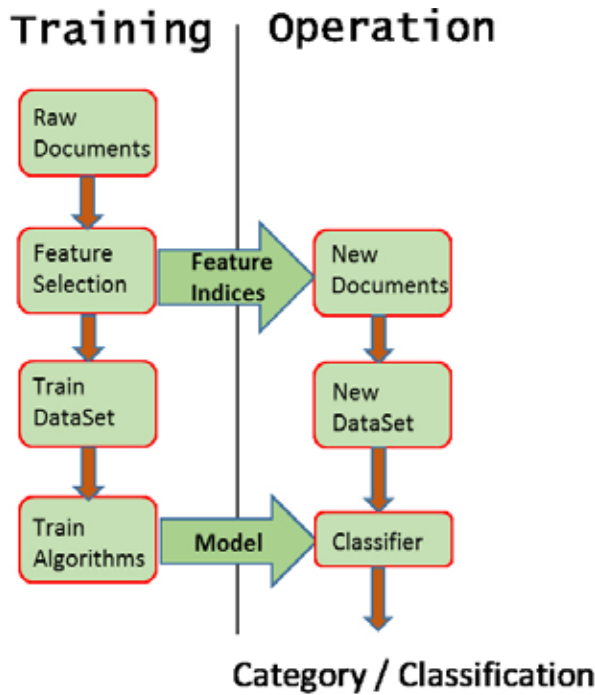 Training
Operation
Raw
Documents
Feature
Selection
Feature
Indices
New
Documents
Train
DataSet
New
DataSet
Train
Algorithms
Model
Classifier
Category / Classification